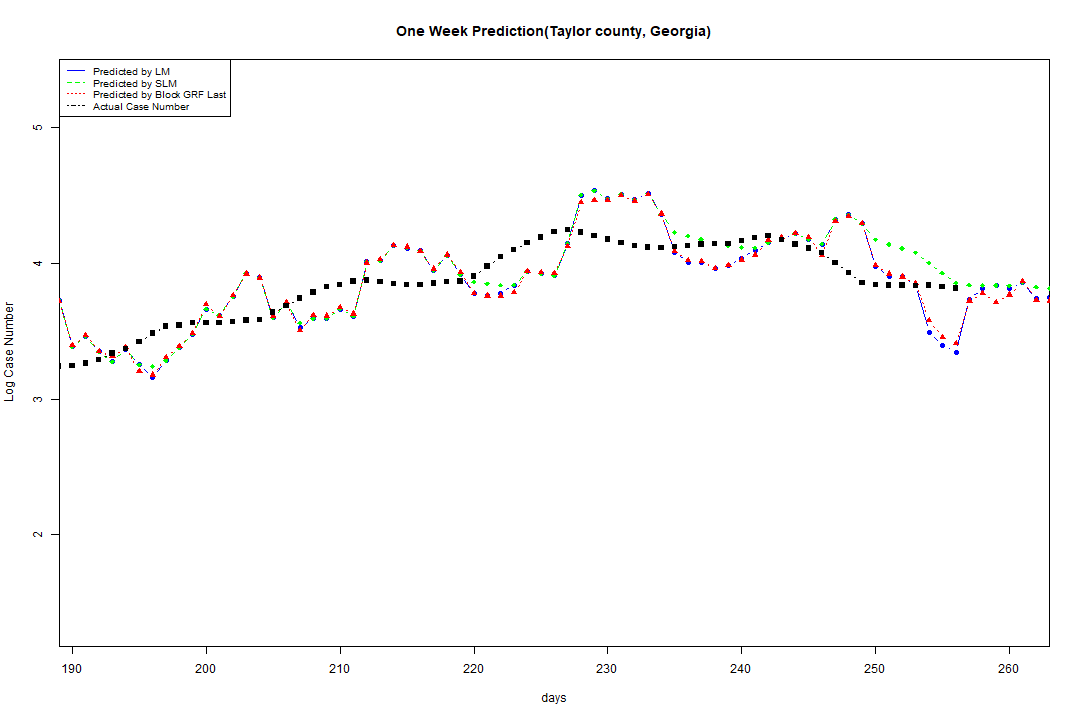 One Week Prediction(Taylor county, Georgia)
Predicted by LM
Predicted by SLM
Predicted by Block GRF Last
Actual Case Number
5
4
3
2
Log Case Number
190 200 210 220 230 240 250 260
days